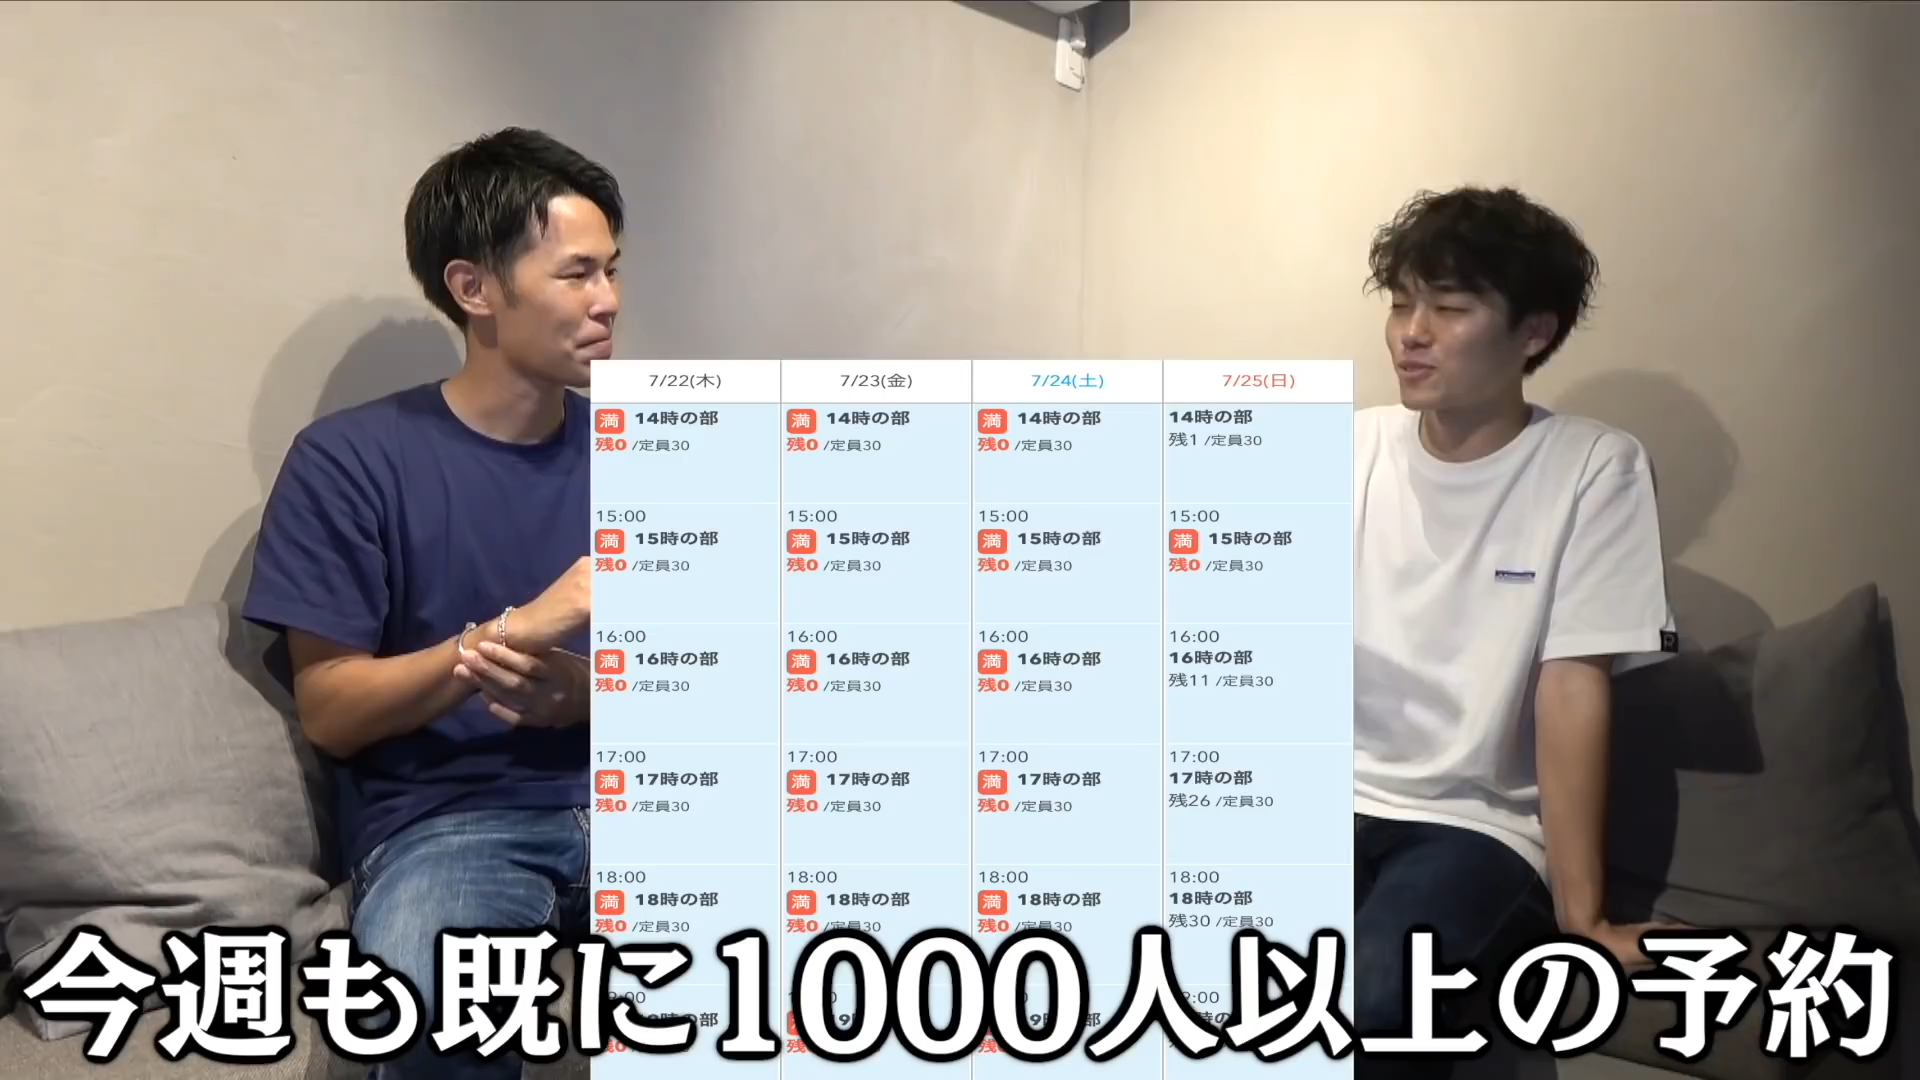 7/22(木) 7/23(金) 7/24(土) 7/25(日)
満 14時の部 満 14時の部 満 14時の部 14時の部
残0 /定員30 残0 /定員30 残0 /定員30 残1 /定員30
15:00 15:00 15:00 15:00
満 15時の部 満 15時の部 満 15時の部 満 15時の部
残0 /定員30 残0 /定員30 残0 /定員30 残0 /定員30
16:00 16:00 16:00 16:00
満 16時の部 満 16時の部 満 16時の部 16時の部
残0 /定員30 残0 /定員30 残0 /定員30 残11 /定員30
17:00 17:00 17:00 17:00
満 17時の部 満 17時の部 満 17時の部 17時の部
残0 /定員30 残0 /定員30 残0 /定員30 残26 /定員30
18:00 18:00 18:00 18:00
満 18時の部 満 18時の部 満 18時の部 18時の部
残0 /定員30 残0 /定員30 残0 /定員30 残30 /定員30
今週も既に1000人以上の予約